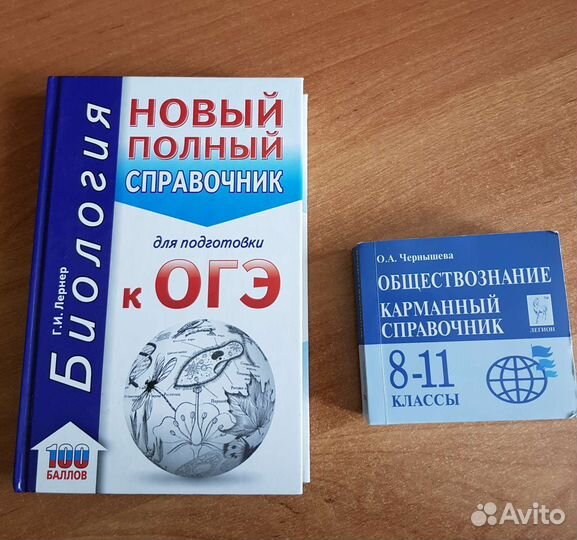 Биология
Г.И. Лернер
НОВЫЙ
ПОЛНЫЙ
СПРАВОЧНИК
для подготовки
к ОГЭ
100
БАЛЛОВ
О.А. Чернышева
ОБЩЕСТВОЗНАНИЕ
КАРМАННЫЙ
СПРАВОЧНИК
ЛЕГИОН
8-11
КЛАССЫ
Avito